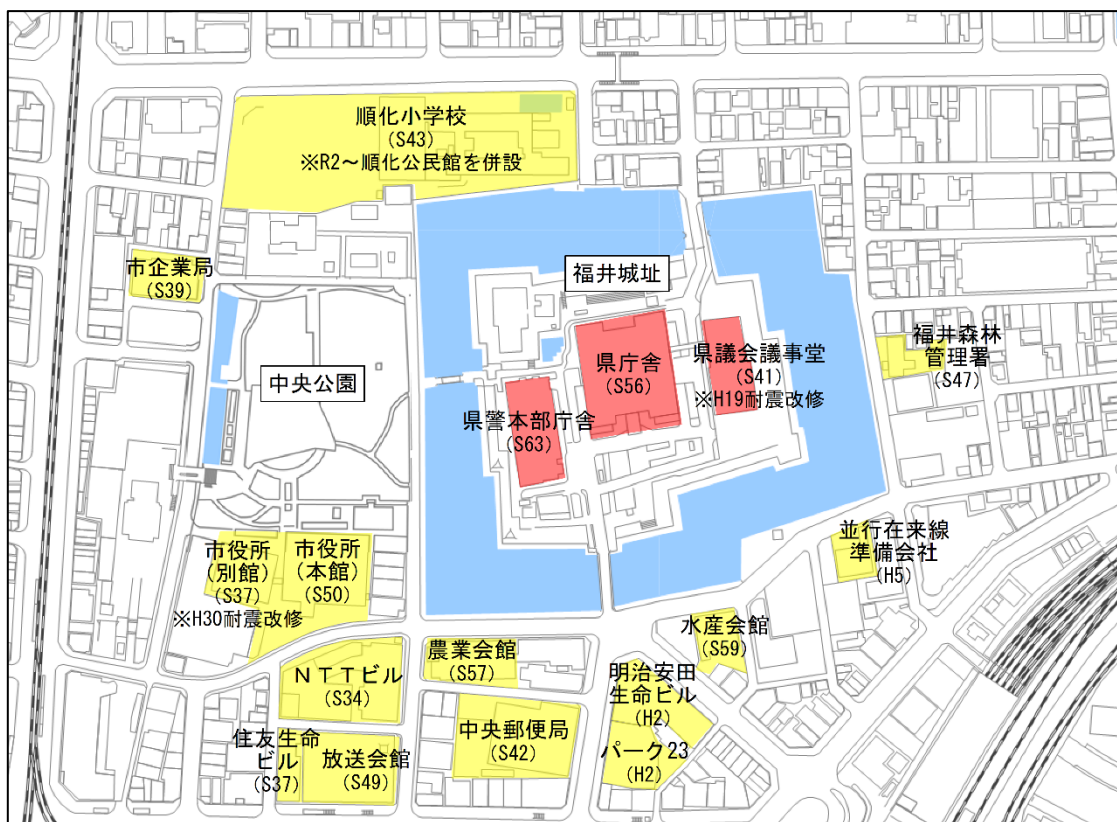 順化小学校
(S43)
※R2～順化公民館を併設
市企業局
(S39)
福井城址
中央公園
県庁舎
(S56)
県議会議事堂
(S41)
※H19耐震改修
福井森林
管理署
(S47)
県警本部庁舎
(S63)
市役所
(別館)
(S37)
※H30耐震改修
市役所
(本館)
(S50)
並行在来線
準備会社
(H5)
水産会館
(S59)
農業会館
(S57)
NTTビル
(S34)
明治安田
生命ビル
(H2)
中央郵便局
(S42)
パーク23
(H2)
住友生命
ビル
(S37)
放送会館
(S49)